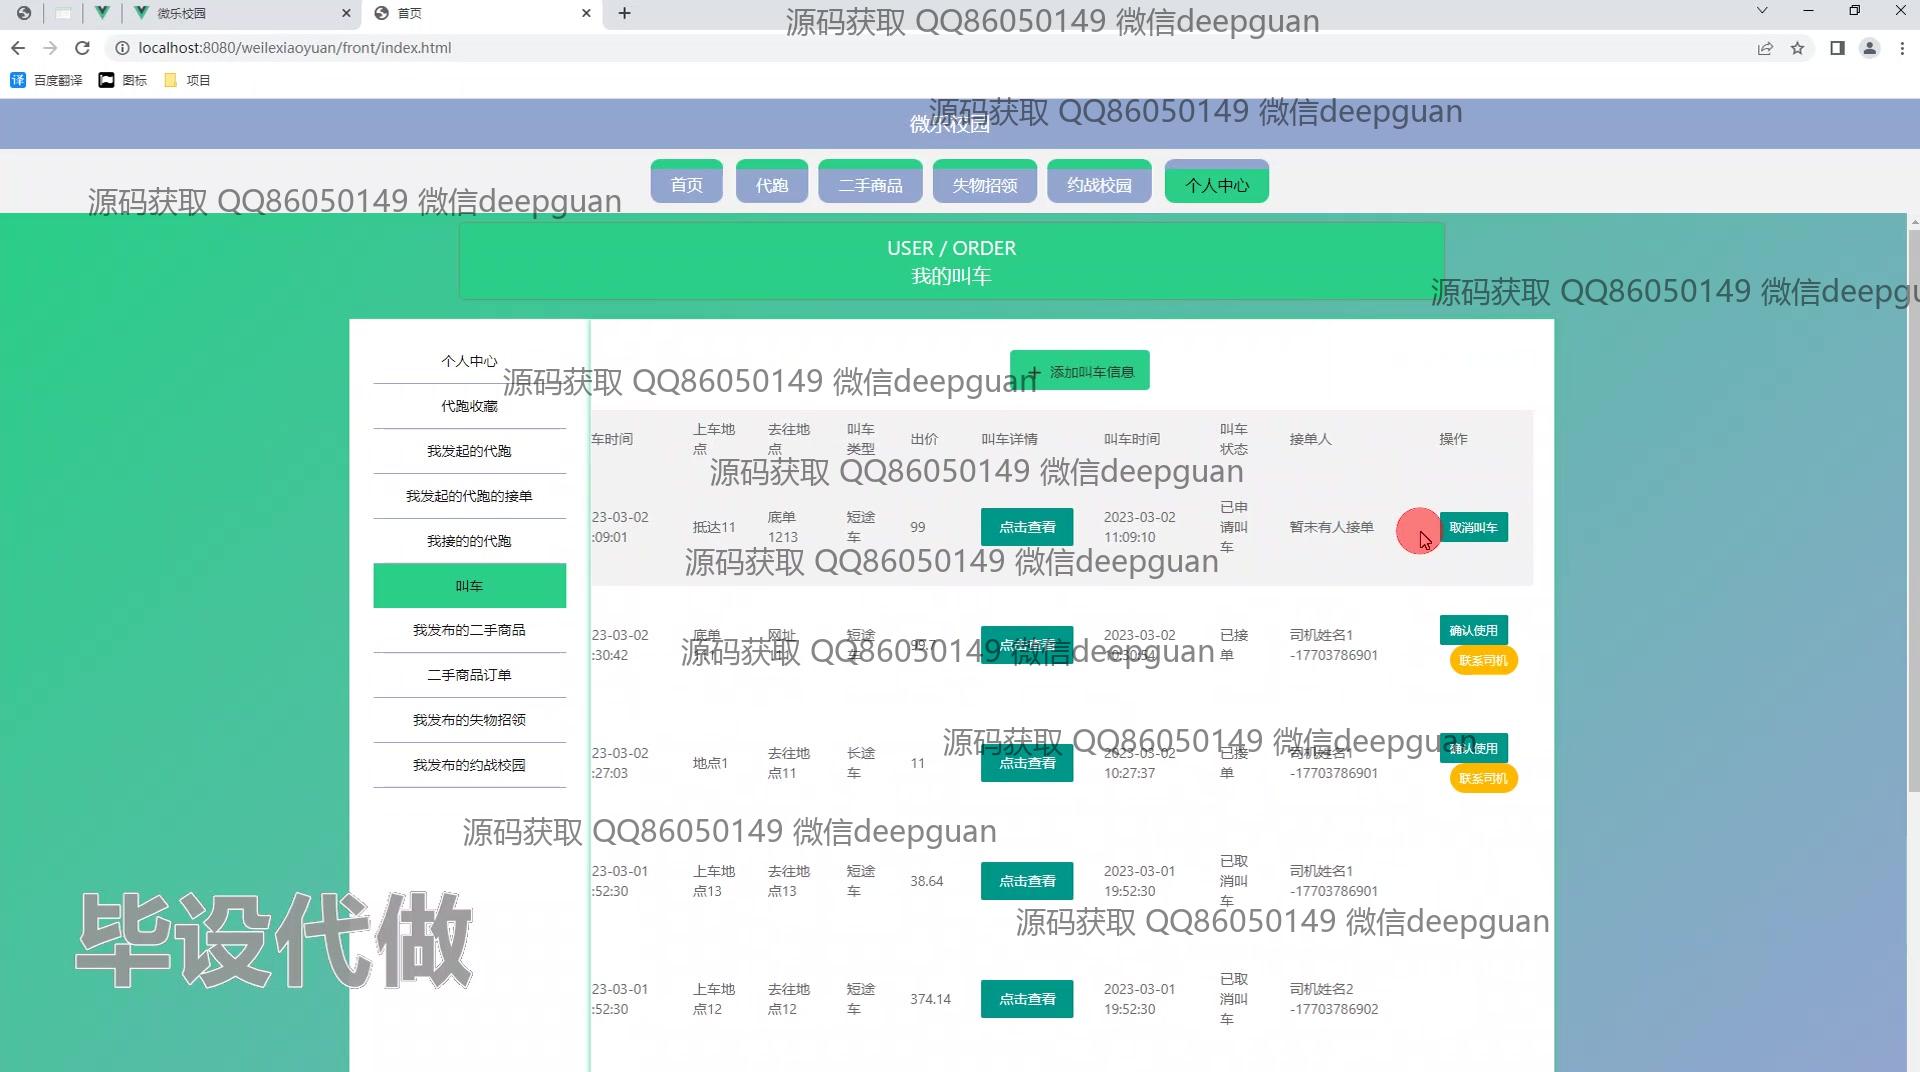 微乐校园
首页
源码获取 QQ86050149 微信deepguan
localhost:8080/weilexiaoyuan/front/index.html
译 百度翻译 图标 项目
微乐校园
源码获取 QQ86050149 微信deepguan
首页 代跑 二手商品 失物招领 约战校园 个人中心
源码获取 QQ86050149 微信deepguan
USER / ORDER
我的叫车
源码获取 QQ86050149 微信deepgu
个人中心
代跑收藏
我发起的代跑
我发起的代跑的接单
我接的的代跑
叫车
我发布的二手商品
二手商品订单
我发布的失物招领
我发布的约战校园
+ 添加叫车信息
源码获取 QQ86050149 微信deepguan
车时间 上车地点 去往地点 叫车类型 出价 叫车详情 叫车时间 叫车状态 接单人 操作
源码获取 QQ86050149 微信deepguan
23-03-02 :09:01 抵达11 底单1213 短途车 99 点击查看 2023-03-02 11:09:10 已申请叫车 暂未有人接单 取消叫车
源码获取 QQ86050149 微信deepguan
23-03-02 :30:42 底单 网址 短途车 点击查看 2023-03-02 已接单 司机姓名1 -17703786901 确认使用 联系司机
源码获取 QQ86050149 微信deepguan
23-03-02 :27:03 地点1 去往地点11 长途车 11 点击查看 2023-03-02 10:27:37 已接单 司机姓名1 -17703786901 确认使用 联系司机
源码获取 QQ86050149 微信deepguan
源码获取 QQ86050149 微信deepguan
23-03-01 :52:30 上车地点13 去往地点13 短途车 38.64 点击查看 2023-03-01 19:52:30 已取消叫车 司机姓名1 -17703786901
源码获取 QQ86050149 微信deepguan
毕设代做
23-03-01 :52:30 上车地点12 去往地点12 短途车 374.14 点击查看 2023-03-01 19:52:30 已取消叫车 司机姓名2 -17703786902